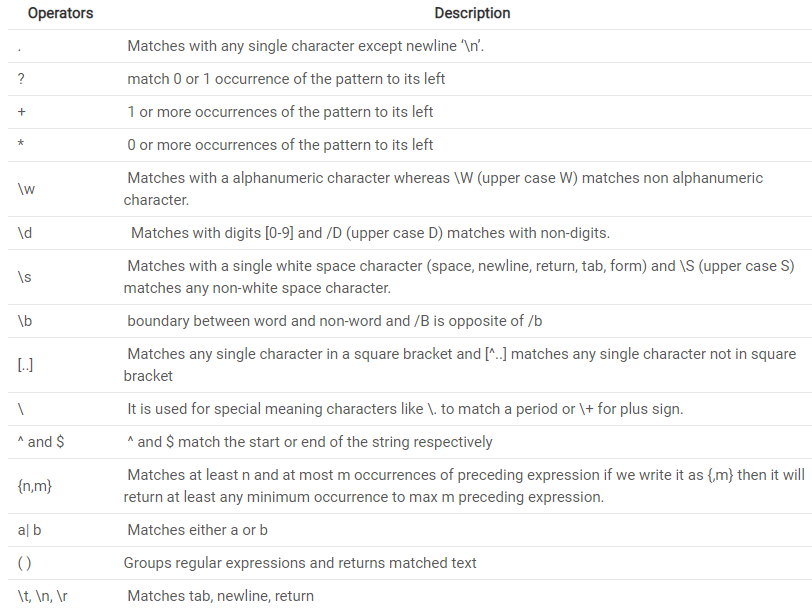 Operators Description
. Matches with any single character except newline ‘\n’.
? match 0 or 1 occurrence of the pattern to its left
+ 1 or more occurrences of the pattern to its left
* 0 or more occurrences of the pattern to its left
\w Matches with a alphanumeric character whereas \W (upper case W) matches non alphanumeric
character.
\d Matches with digits [0-9] and /D (upper case D) matches with non-digits.
\s Matches with a single white space character (space, newline, return, tab, form) and \S (upper case S)
matches any non-white space character.
\b boundary between word and non-word and /B is opposite of /b
[..] Matches any single character in a square bracket and [^..] matches any single character not in square
bracket
\ It is used for special meaning characters like \. to match a period or \+ for plus sign.
^ and $ ^ and $ match the start or end of the string respectively
{n,m} Matches at least n and at most m occurrences of preceding expression if we write it as {,m} then it will
return at least any minimum occurrence to max m preceding expression.
a| b Matches either a or b
( ) Groups regular expressions and returns matched text
\t, \n, \r Matches tab, newline, return